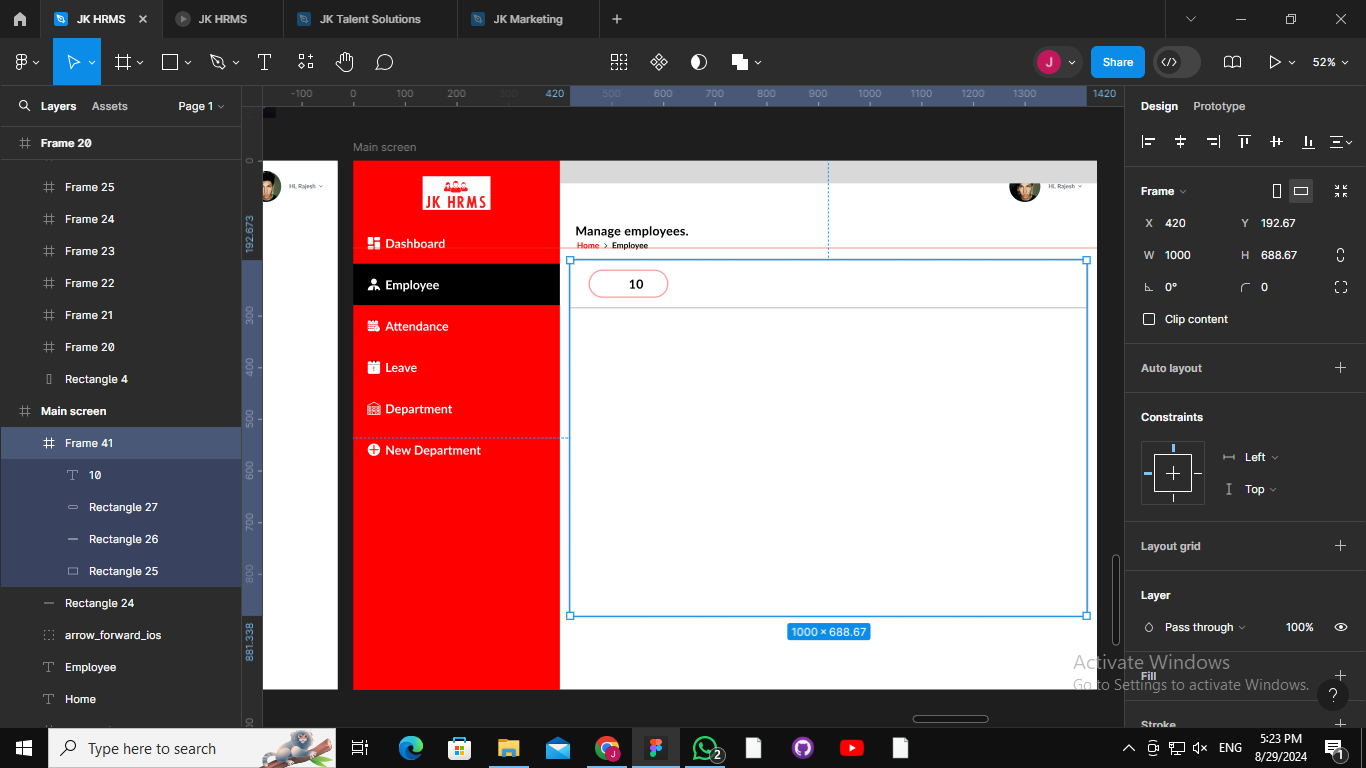 JK HRMS
JK HRMS
JK Talent Solutions
JK Marketing
J
Share
52%
Layers
Assets
Page 1
Frame 20
Frame 25
Frame 24
Frame 23
Frame 22
Frame 21
Frame 20
Rectangle 4
Main screen
Frame 41
10
Rectangle 27
Rectangle 26
Rectangle 25
Rectangle 24
arrow_forward_ios
Employee
Home
-100 0 100 200 300 420 500 600 700 800 900 1000 1100 1200 1300 1420
0
192.673
300
400
500
600
700
800
881.338
Main screen
Hi, Rajesh
JK HRMS
Dashboard
Employee
Attendance
Leave
Department
New Department
Hi, Rajesh
Manage employees.
Home > Employee
10
1000 × 688.67
Design
Prototype
Frame
X 420 Y 192.67
W 1000 H 688.67
0° 0
Clip content
Auto layout
Constraints
Left
Top
Layout grid
Layer
Pass through 100%
Activate Windows
Fill
Go to Settings to activate Windows.
Stroke
?
Type here to search
2
ENG
5:23 PM
8/29/2024
1